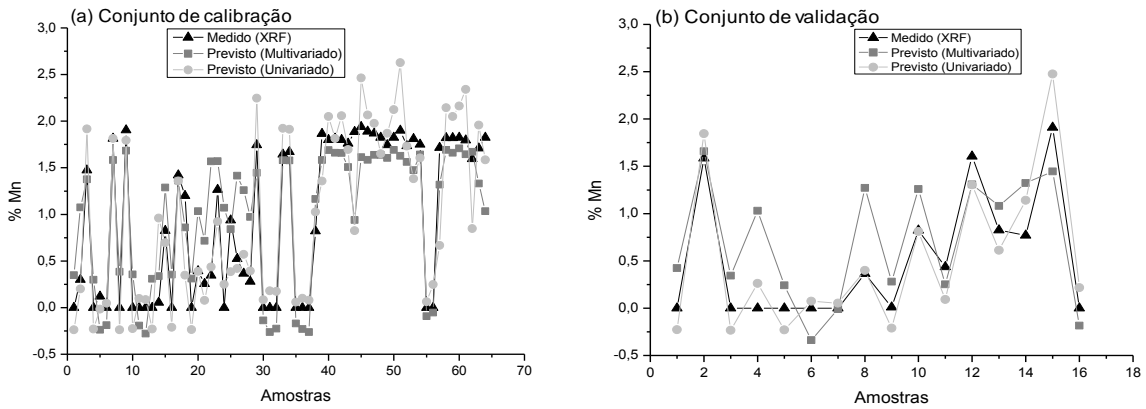 (a) Conjunto de calibração
Medido (XRF)
Previsto (Multivariado)
Previsto (Univariado)
% Mn
3,0
2,5
2,0
1,5
1,0
0,5
0,0
-0,5
0 10 20 30 40 50 60 70
Amostras
(b) Conjunto de validação
Medido (XRF)
Previsto (Multivariado)
Previsto (Univariado)
% Mn
3,0
2,5
2,0
1,5
1,0
0,5
0,0
-0,5
0 2 4 6 8 10 12 14 16 18
Amostras